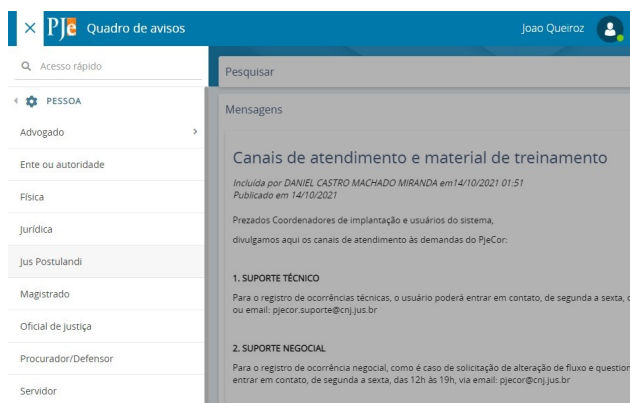 × PJe Quadro de avisos
Joao Queiroz
Acesso rápido
PESSOA
Advogado
Ente ou autoridade
Física
Jurídica
Jus Postulandi
Magistrado
Oficial de justiça
Procurador/Defensor
Servidor
Pesquisar
Mensagens
Canais de atendimento e material de treinamento
Incluída por DANIEL CASTRO MACHADO MIRANDA em14/10/2021 01:51
Publicado em 14/10/2021
Prezados Coordenadores de implantação e usuários do sistema,
divulgamos aqui os canais de atendimento às demandas do PjeCor:
1. SUPORTE TÉCNICO
Para o registro de ocorrências técnicas, o usuário poderá entrar em contato, de segunda a sexta,
ou email: pjecor.suporte@cnj.jus.br
2. SUPORTE NEGOCIAL
Para o registro de ocorrência negocial, como é caso de solicitação de alteração de fluxo e question
entrar em contato, de segunda a sexta, das 12h às 19h, via email: pjecor@cnj.jus.br